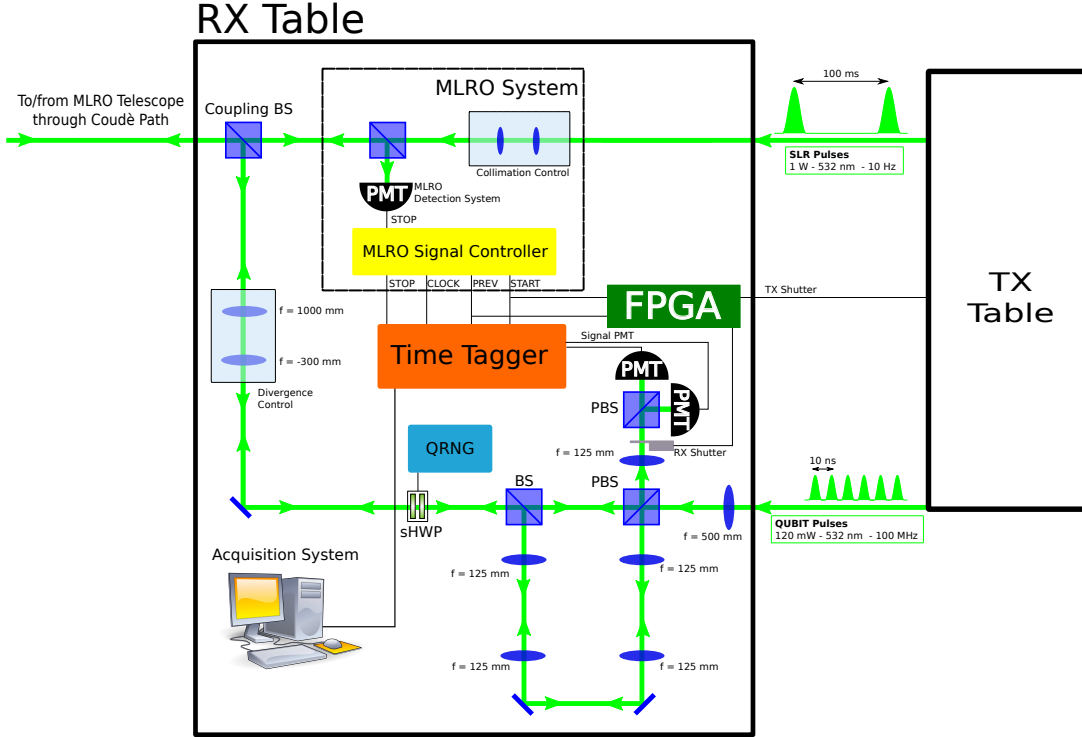 RX Table
MLRO System
100 ms
To/from MLRO Telescope
through Coudè Path
Coupling BS
SLR Pulses
1 W - 532 nm - 10 Hz
Collimation Control
PMT
MLRO
Detection System
STOP
MLRO Signal Controller
STOP
CLOCK
PREV
START
TX Shutter
FPGA
TX
Table
f = 1000 mm
Signal PMT
Time Tagger
f = -300 mm
PMT
PMT
Divergence
Control
PBS
QRNG
f = 125 mm
RX Shutter
10 ns
BS
PBS
sHWP
f = 500 mm
QUBIT Pulses
120 mW - 532 nm - 100 MHz
Acquisition System
f = 125 mm
f = 125 mm
f = 125 mm
f = 125 mm